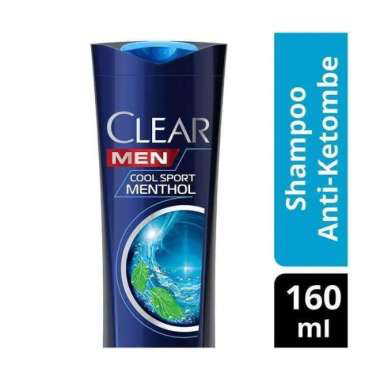 CLEAR
MEN
COOL SPORT
MENTHOL
Shampoo
Anti-Ketombe
160
ml